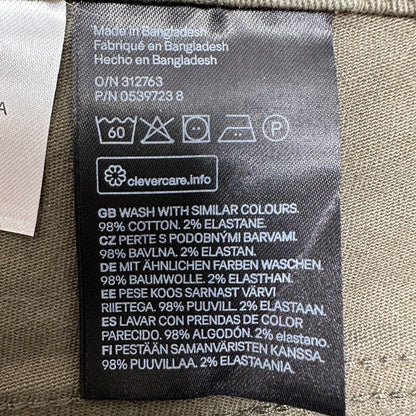 Made in Bangladesh
Fabriqué en Bangladesh
Hecho en Bangladesh
O/N 312763
P/N 0539723 8
60
P
clevercare.info
GB WASH WITH SIMILAR COLOURS.
98% COTTON. 2% ELASTANE.
CZ PERTE S PODOBNÝMI BARVAMI.
98% BAVLNA. 2% ELASTAN.
DE MIT ÄHNLICHEN FARBEN WASCHEN.
98% BAUMWOLLE. 2% ELASTHAN.
EE PESE KOOS SARNAST VÄRVI
RIIETEGA. 98% PUUVILL. 2% ELASTAAN.
ES LAVAR CON PRENDAS DE COLOR
PARECIDO. 98% ALGODÓN. 2% elastano.
FI PESTÄÄN SAMANVÄRISTEN KANSSA.
98% PUUVILLAA. 2% ELASTAANIA.
A